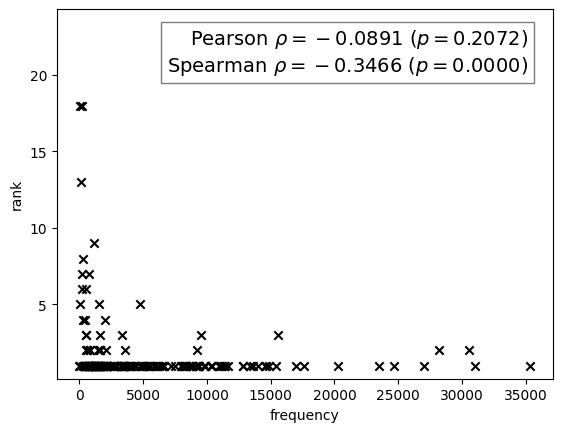 Pearson ρ = −0.0891 (p = 0.2072)
Spearman ρ = −0.3466 (p = 0.0000)
20
15
10
5
rank
0 5000 10000 15000 20000 25000 30000 35000
frequency